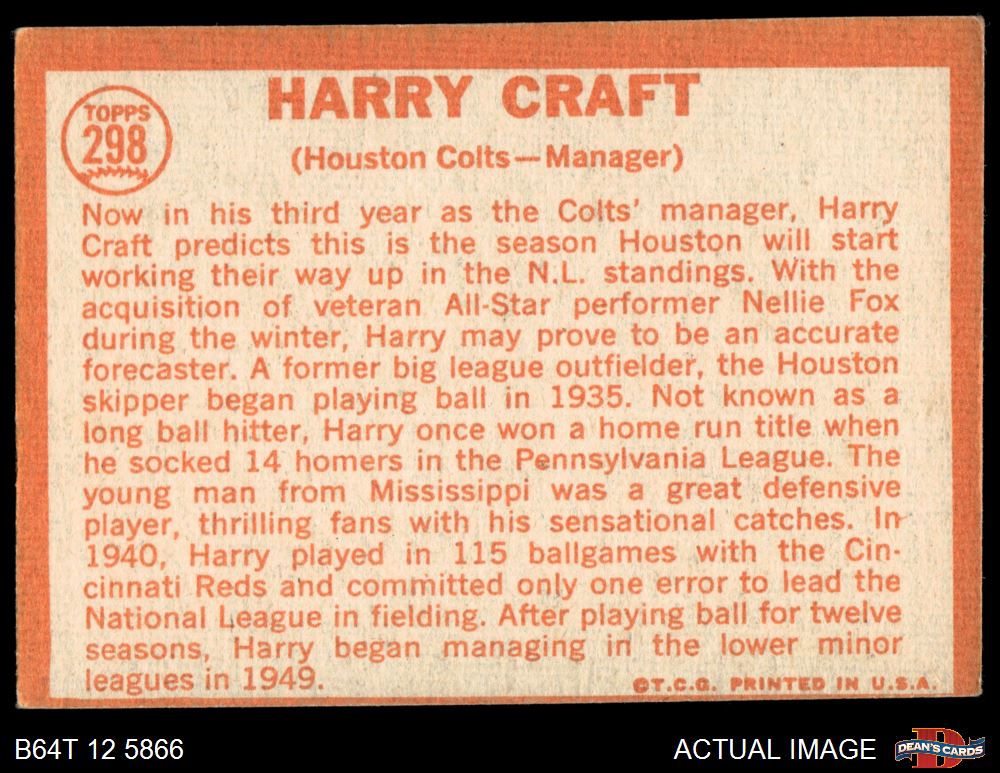 HARRY CRAFT
TOPPS
298
(Houston Colts—Manager)
Now in his third year as the Colts' manager, Harry
Craft predicts this is the season Houston will start
working their way up in the N.L. standings. With the
acquisition of veteran All-Star performer Nellie Fox
during the winter, Harry may prove to be an accurate
forecaster. A former big league outfielder, the Houston
skipper began playing ball in 1935. Not known as a
long ball hitter, Harry once won a home run title when
he socked 14 homers in the Pennsylvania League. The
young man from Mississippi was a great defensive
player, thrilling fans with his sensational catches. In
1940, Harry played in 115 ballgames with the Cin-
cinnati Reds and committed only one error to lead the
National League in fielding. After playing ball for twelve
seasons, Harry began managing in the lower minor
leagues in 1949.
©T.C.G. PRINTED IN U.S.A.
B64T 12 5866
ACTUAL IMAGE
D
DEAN'S CARDS